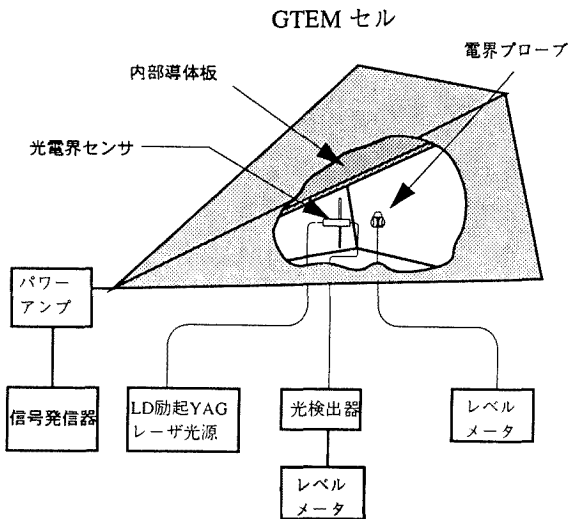 GTEM セル
電界プローブ
内部導体板
光電界センサ
パワー
アンプ
信号発信器
LD励起YAG
レーザ光源
光検出器
レベル
メータ
レベル
メータ